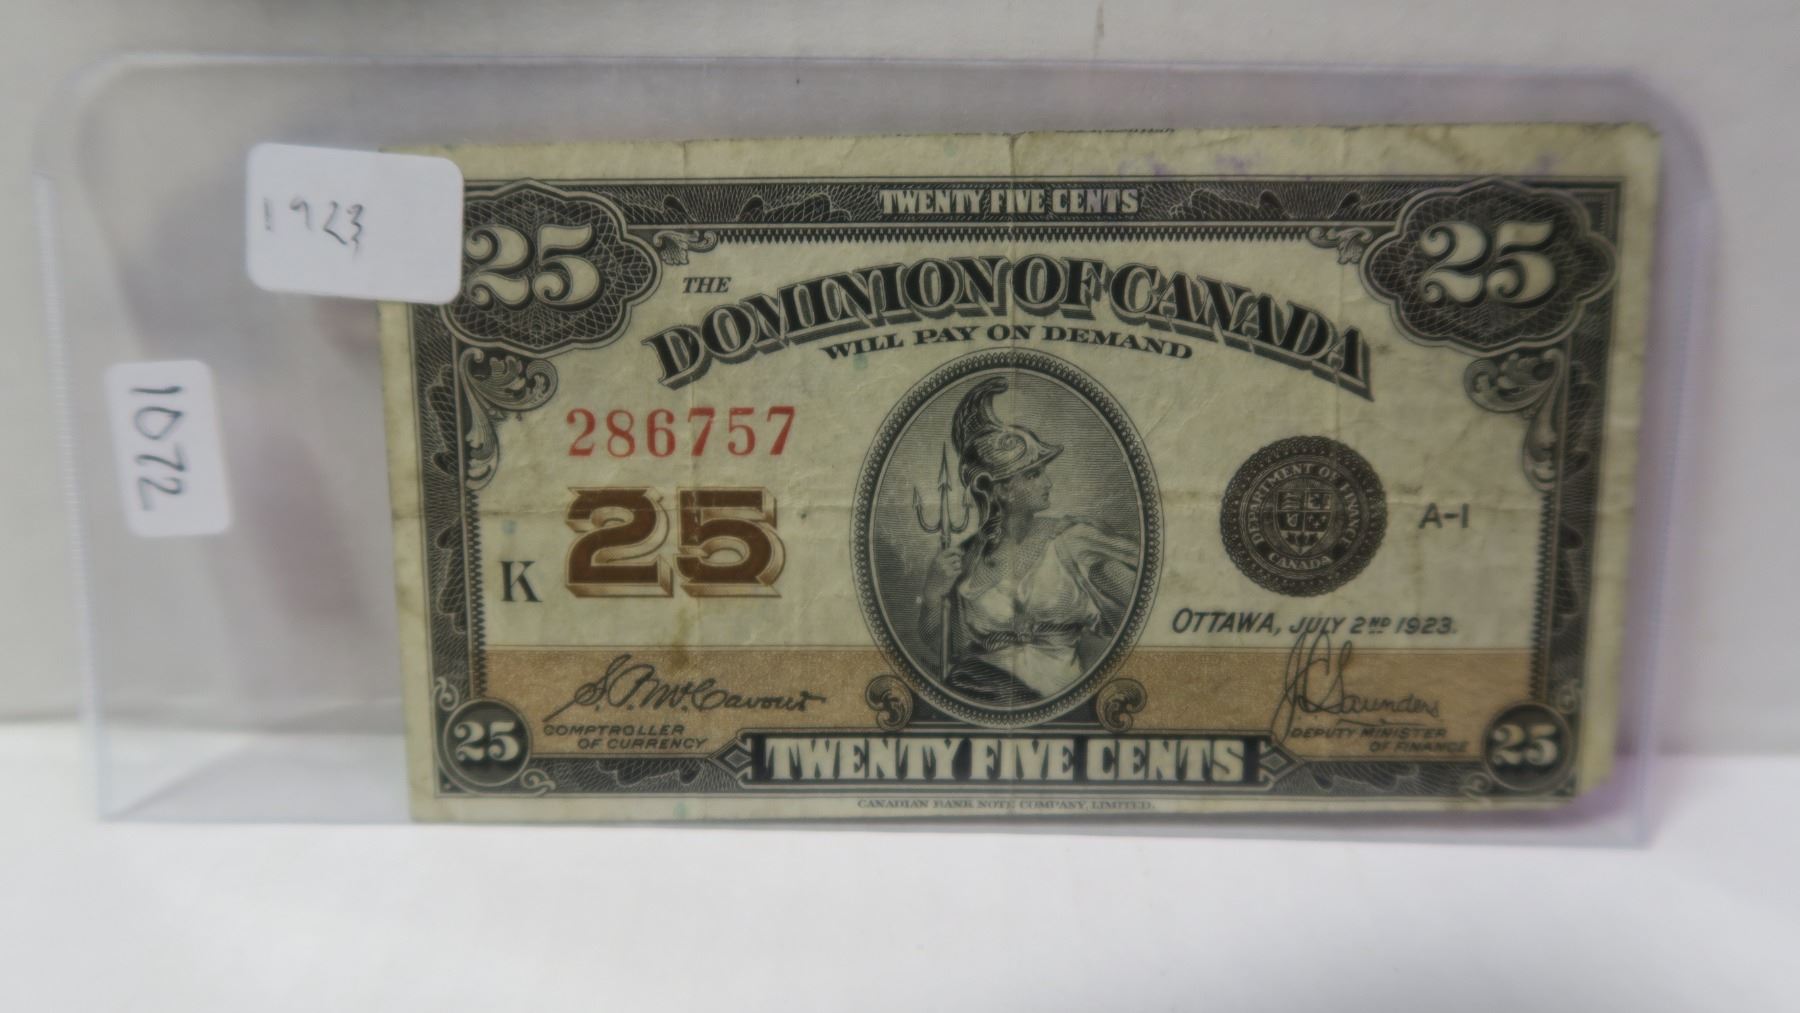 1923
1072
TWENTY FIVE CENTS
25
25
THE
DOMINION OF CANADA
WILL PAY ON DEMAND
286757
K
25
DEPARTMENT OF FINANCE
CANADA
A-1
OTTAWA, JULY 2ND 1923.
COMPTROLLER
OF CURRENCY
Saunders
DEPUTY MINISTER
OF FINANCE
25
TWENTY FIVE CENTS
25
CANADIAN BANK NOTE COMPANY, LIMITED.